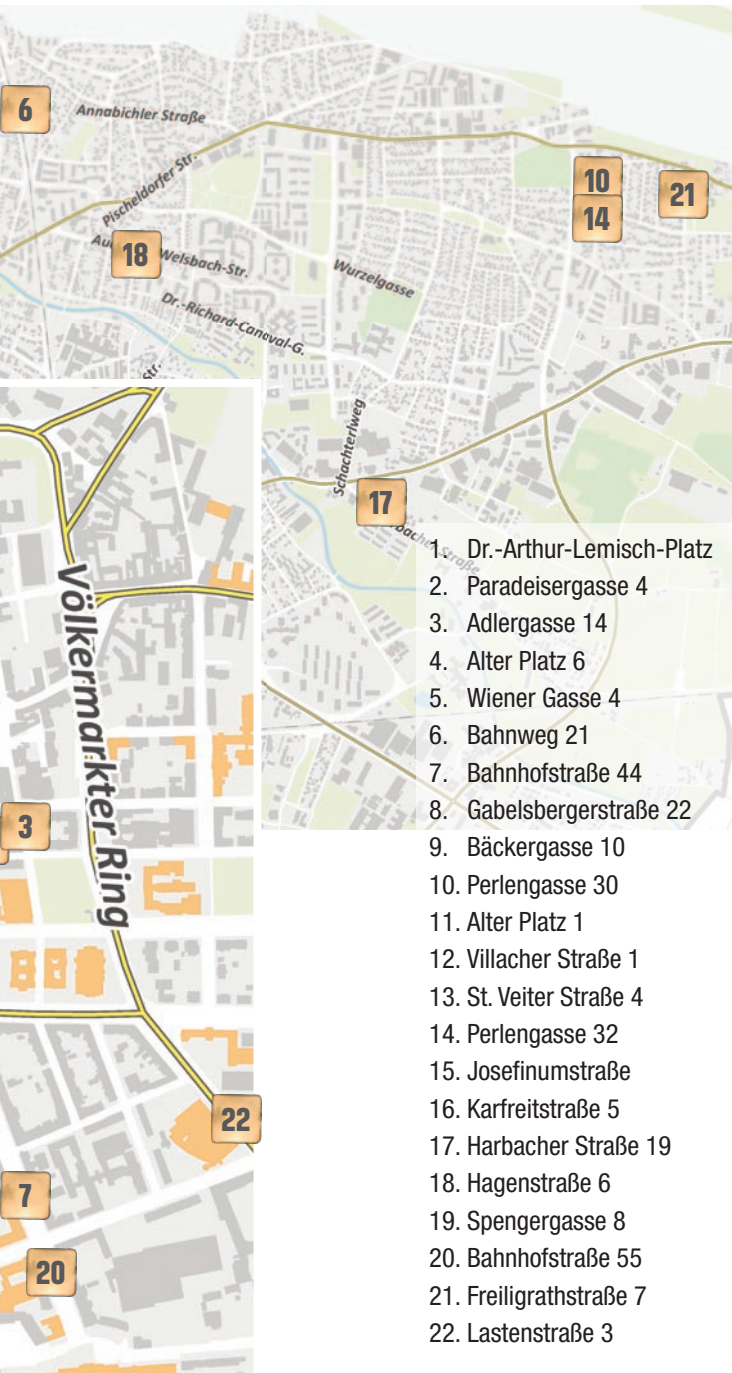 6
Annabichler Straße
Pischeldorfer Str.
10
21
14
18
Welsbach-Str.
Wurzelgasse
Dr.-Richard-Canaval-G.
Str.
Schachterlweg
17
Völkermarkter Ring
3
22
7
20
1. Dr.-Arthur-Lemisch-Platz
2. Paradeisergasse 4
3. Adlergasse 14
4. Alter Platz 6
5. Wiener Gasse 4
6. Bahnweg 21
7. Bahnhofstraße 44
8. Gabelsbergerstraße 22
9. Bäckergasse 10
10. Perlengasse 30
11. Alter Platz 1
12. Villacher Straße 1
13. St. Veiter Straße 4
14. Perlengasse 32
15. Josefinumstraße
16. Karfreitstraße 5
17. Harbacher Straße 19
18. Hagenstraße 6
19. Spengergasse 8
20. Bahnhofstraße 55
21. Freiligrathstraße 7
22. Lastenstraße 3